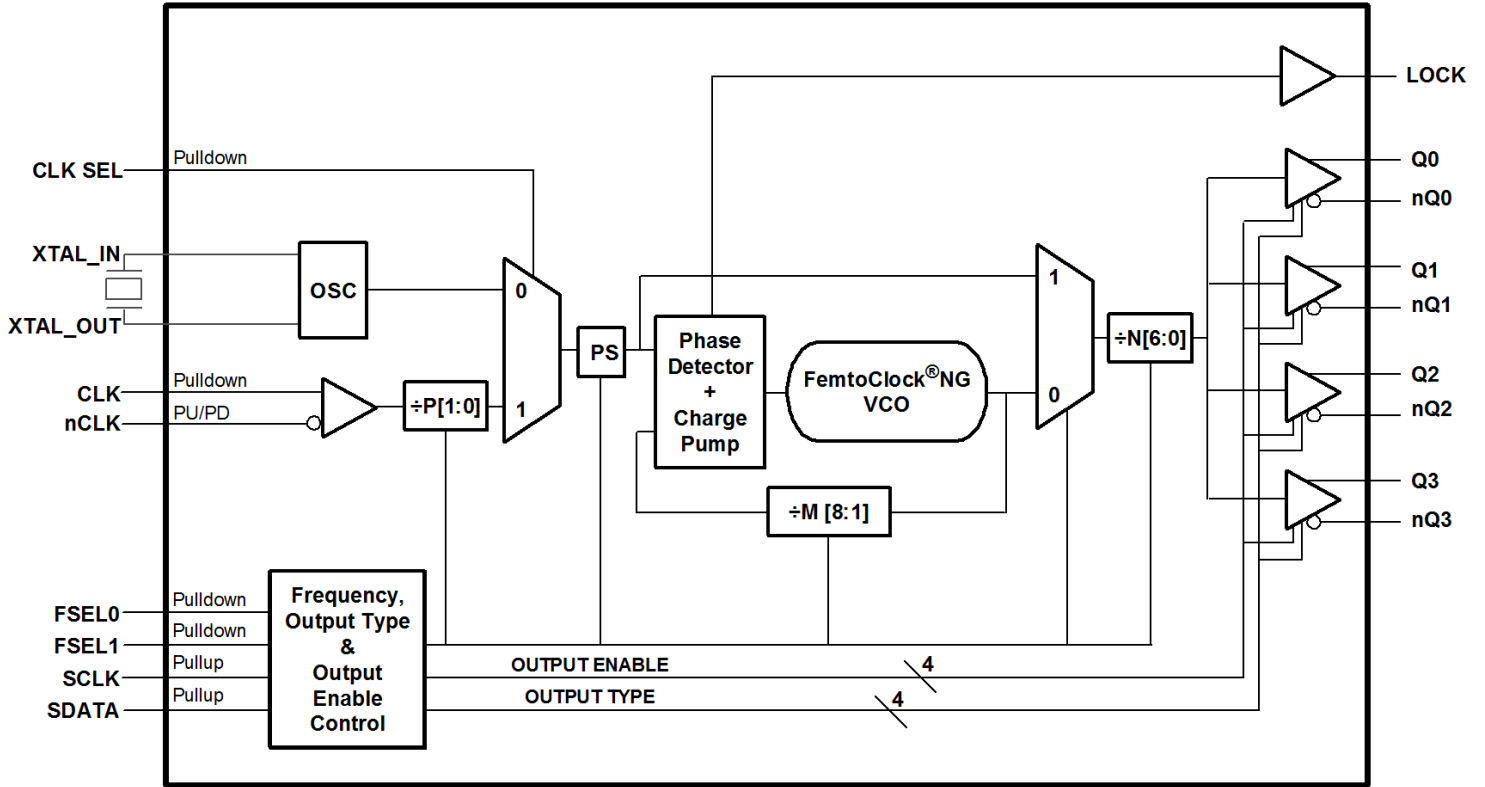 LOCK
Q0
nQ0
Q1
nQ1
Q2
nQ2
Q3
nQ3
CLK SEL
Pulldown
XTAL_IN
XTAL_OUT
OSC
CLK
Pulldown
nCLK
PU/PD
÷P[1:0]
0
1
PS
Phase
Detector
+
Charge
Pump
FemtoClock®NG
VCO
÷M [8:1]
1
0
÷N[6:0]
FSEL0
Pulldown
FSEL1
Pulldown
SCLK
Pullup
SDATA
Pullup
Frequency,
Output Type
&
Output
Enable
Control
OUTPUT ENABLE
4
OUTPUT TYPE
4